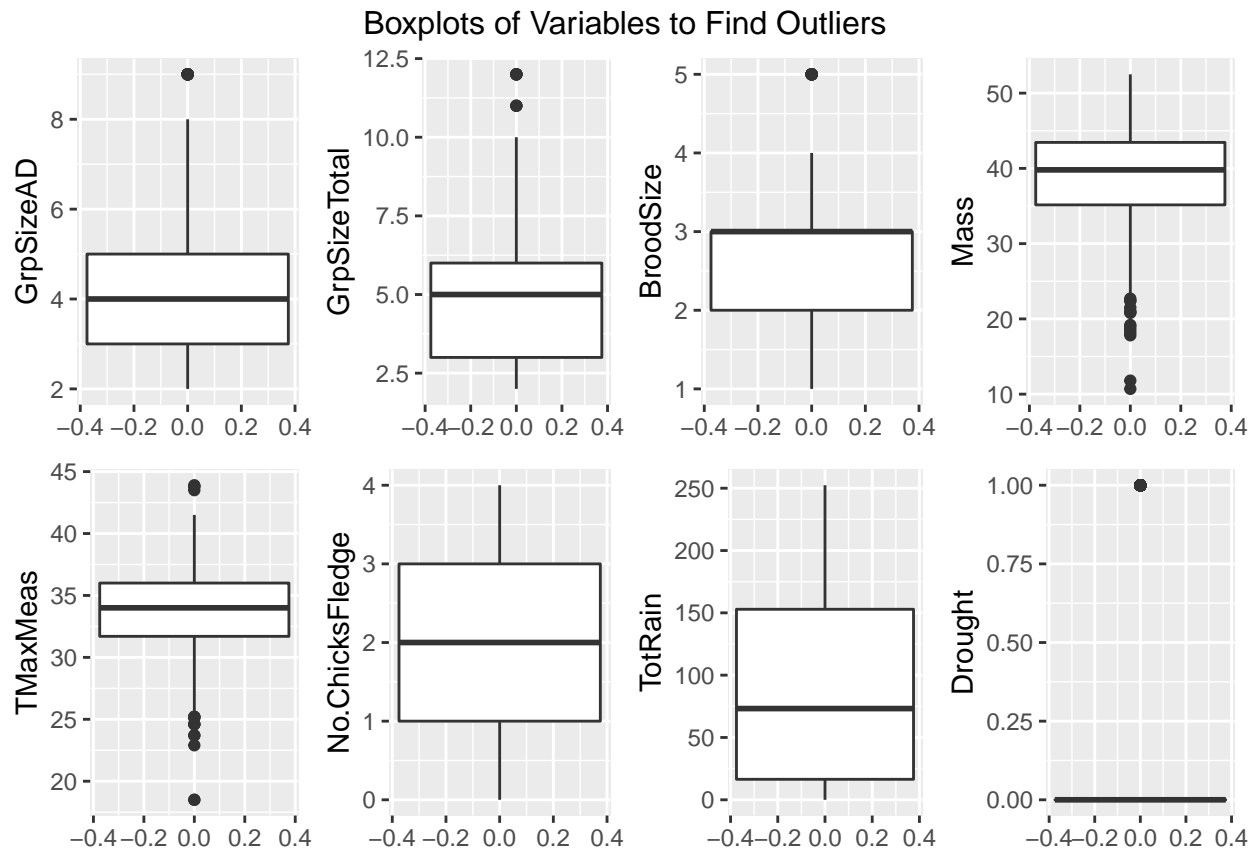 Boxplots of Variables to Find Outliers
GrpSizeAD
8
6
4
2
−0.4 −0.2 0.0 0.2 0.4
GrpSizeTotal
12.5
10.0
7.5
5.0
2.5
−0.4 −0.2 0.0 0.2 0.4
BroodSize
5
4
3
2
1
−0.4 −0.2 0.0 0.2 0.4
Mass
50
40
30
20
10
−0.4 −0.2 0.0 0.2 0.4
TMaxMeas
45
40
35
30
25
20
−0.4 −0.2 0.0 0.2 0.4
No.ChicksFledge
4
3
2
1
0
−0.4 −0.2 0.0 0.2 0.4
TotRain
250
200
150
100
50
0
−0.4 −0.2 0.0 0.2 0.4
Drought
1.00
0.75
0.50
0.25
0.00
−0.4 −0.2 0.0 0.2 0.4